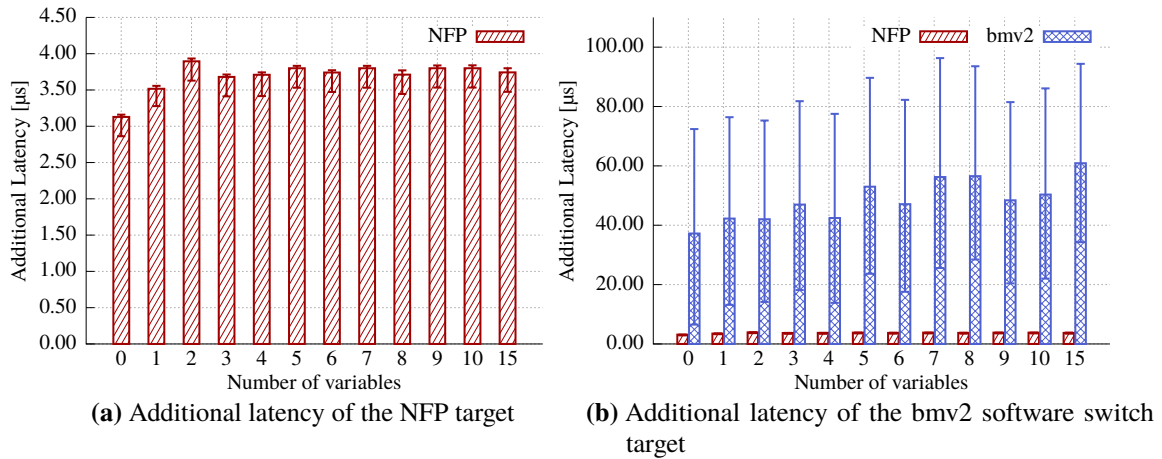 4.50
4.00
3.50
3.00
2.50
2.00
1.50
1.00
0.50
0.00
Additional Latency [µs]
NFP
0 1 2 3 4 5 6 7 8 9 10 15
Number of variables
(a) Additional latency of the NFP target
100.00
80.00
60.00
40.00
20.00
0.00
Additional Latency [µs]
NFP bmv2
0 1 2 3 4 5 6 7 8 9 10 15
Number of variables
(b) Additional latency of the bmv2 software switch
target